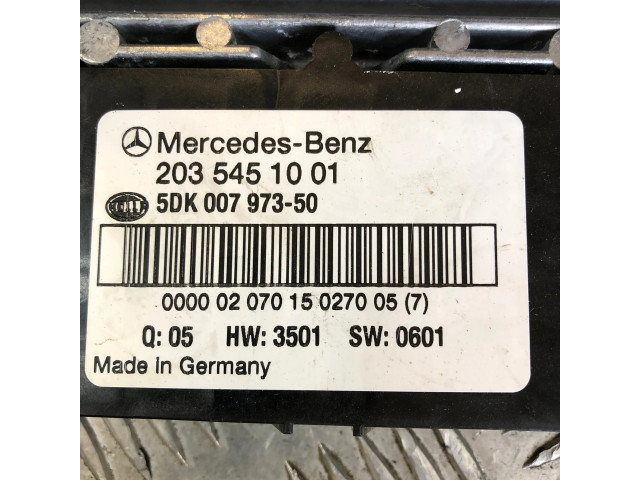 Mercedes-Benz
203 545 10 01
HELLA 5DK 007 973-50
0000 02 070 15 0270 05 (7)
Q: 05 HW: 3501 SW: 0601
Made in Germany